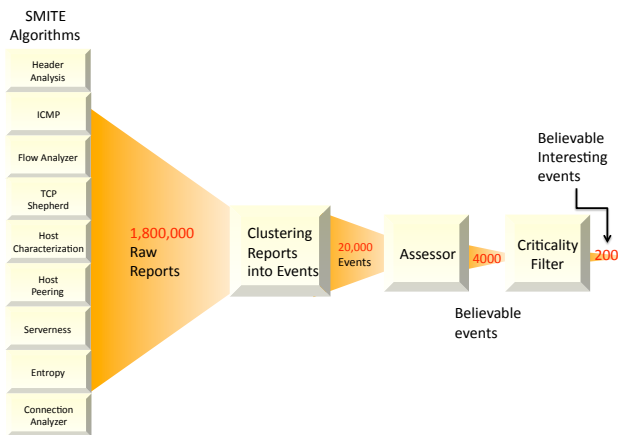 SMITE
Algorithms
Header
Analysis
ICMP
Flow Analyzer
TCP
Shepherd
Host
Characterization
Host
Peering
Serverness
Entropy
Connection
Analyzer
1,800,000
Raw
Reports
Clustering
Reports
into Events
20,000
Events
Assessor
4000
Believable
events
Criticality
Filter
Believable
Interesting
events
200